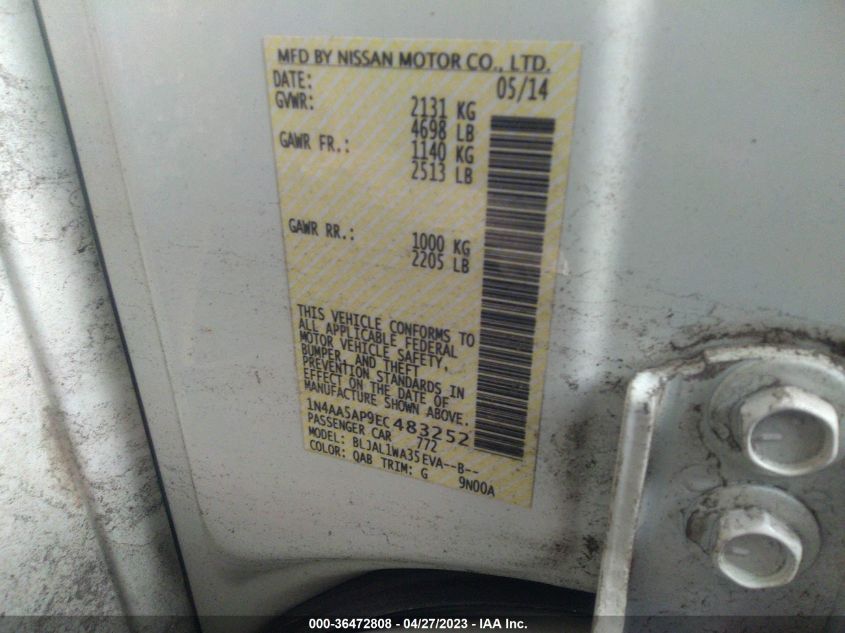 MFD BY NISSAN MOTOR CO., LTD.
DATE: 05/14
GVWR: 2131 KG
4698 LB
GAWR FR.: 1140 KG
2513 LB
GAWR RR.: 1000 KG
2205 LB
THIS VEHICLE CONFORMS TO
ALL APPLICABLE FEDERAL
MOTOR VEHICLE SAFETY,
BUMPER, AND THEFT
PREVENTION STANDARDS IN
EFFECT ON THE DATE OF
MANUFACTURE SHOWN ABOVE.
1N4AA5AP9EC483252
PASSENGER CAR 772
MODEL: BLJAL1WA35EVA--B--
COLOR: QAB TRIM: G 9N00A
000-36472808 - 04/27/2023 - IAA Inc.